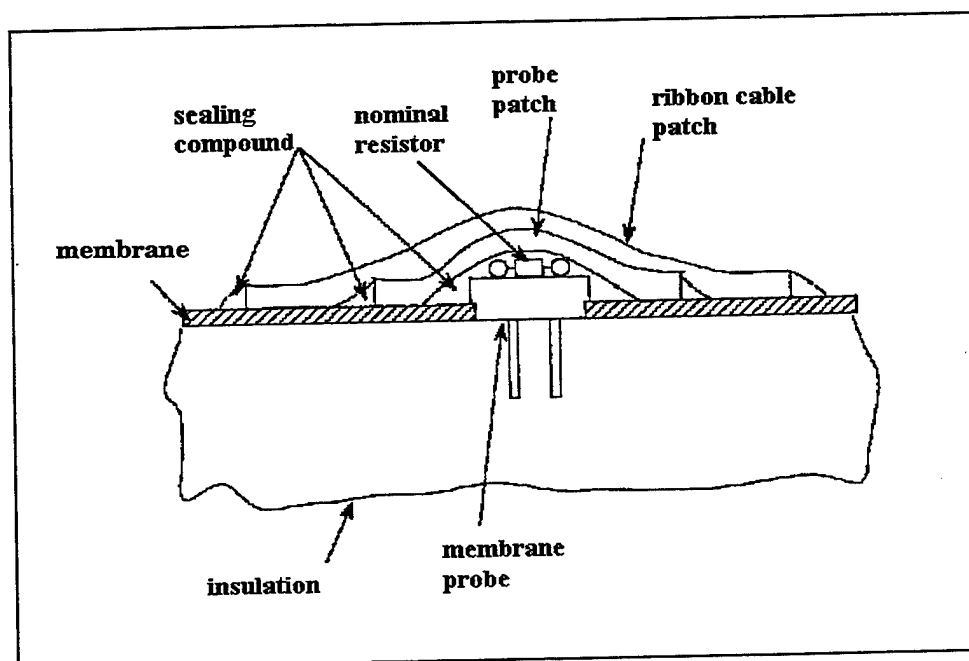 probe
patch
ribbon cable
patch
sealing
compound
nominal
resistor
membrane
membrane
probe
insulation